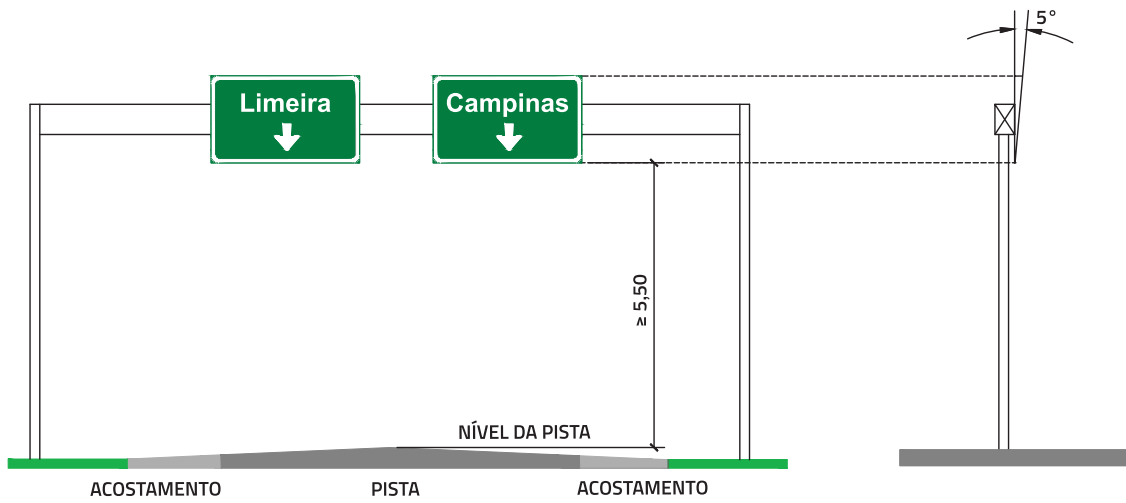 5°
Limeira
Campinas
≥ 5,50
NÍVEL DA PISTA
ACOSTAMENTO
PISTA
ACOSTAMENTO